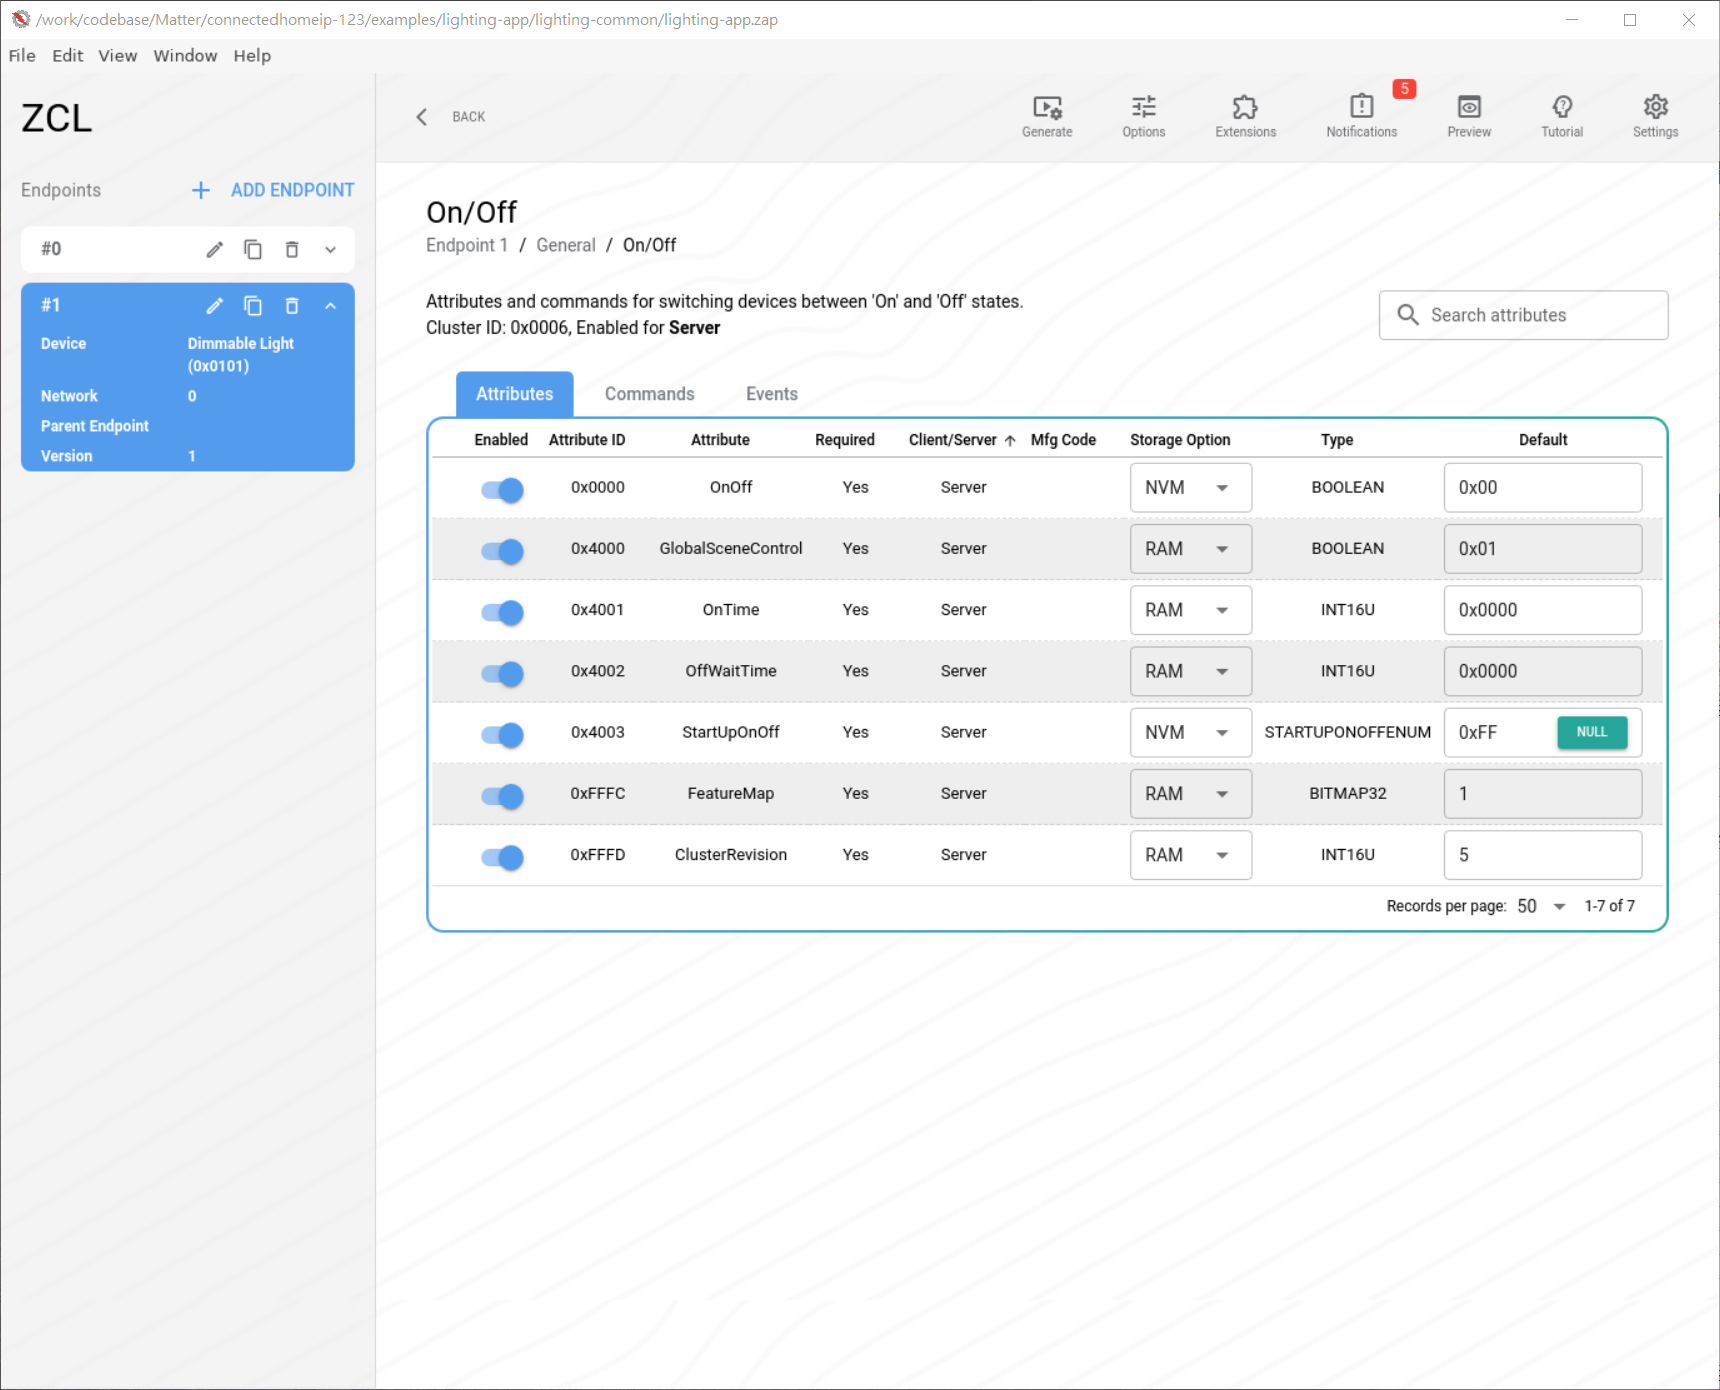 /work/codebase/Matter/connectedhomeip-123/examples/lighting-app/lighting-common/lighting-app.zap
File Edit View Window Help
ZCL
BACK
5
Generate Options Extensions Notifications Preview Tutorial Settings
Endpoints + ADD ENDPOINT
#0
#1
Device Dimmable Light (0x0101)
Network 0
Parent Endpoint
Version 1
On/Off
Endpoint 1 / General / On/Off
Attributes and commands for switching devices between 'On' and 'Off' states.
Cluster ID: 0x0006, Enabled for Server
Search attributes
Attributes Commands Events
Enabled Attribute ID Attribute Required Client/Server Mfg Code Storage Option Type Default
0x0000 OnOff Yes Server NVM BOOLEAN 0x00
0x4000 GlobalSceneControl Yes Server RAM BOOLEAN 0x01
0x4001 OnTime Yes Server RAM INT16U 0x0000
0x4002 OffWaitTime Yes Server RAM INT16U 0x0000
0x4003 StartUpOnOff Yes Server NVM STARTUPONOFFENUM 0xFF NULL
0xFFFC FeatureMap Yes Server RAM BITMAP32 1
0xFFFD ClusterRevision Yes Server RAM INT16U 5
Records per page: 50 1-7 of 7